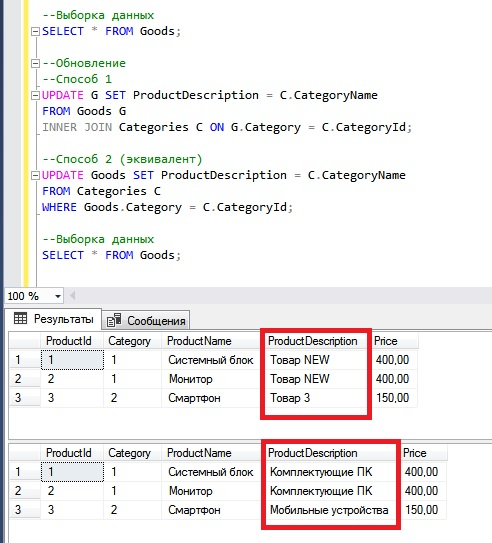 --Выборка данных
SELECT * FROM Goods;
--Обновление
--Способ 1
UPDATE G SET ProductDescription = C.CategoryName
FROM Goods G
INNER JOIN Categories C ON G.Category = C.CategoryId;
--Способ 2 (эквивалент)
UPDATE Goods SET ProductDescription = C.CategoryName
FROM Categories C
WHERE Goods.Category = C.CategoryId;
--Выборка данных
SELECT * FROM Goods;
100 %
Результаты Сообщения
ProductId Category ProductName ProductDescription Price
1 1 1 Системный блок Товар NEW 400,00
2 2 1 Монитор Товар NEW 400,00
3 3 2 Смартфон Товар 3 150,00
ProductId Category ProductName ProductDescription Price
1 1 1 Системный блок Комплектующие ПК 400,00
2 2 1 Монитор Комплектующие ПК 400,00
3 3 2 Смартфон Мобильные устройства 150,00